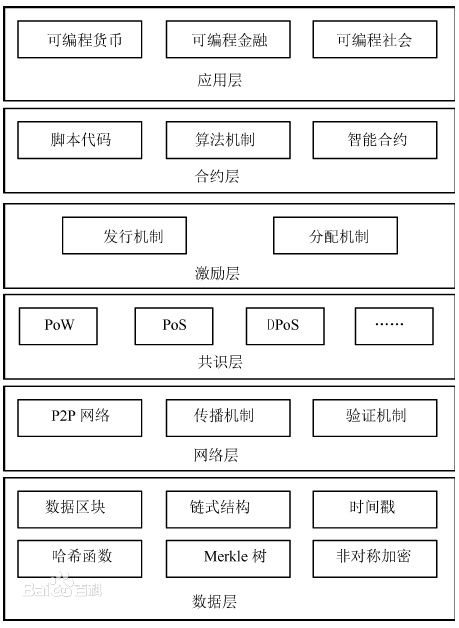 可编程货币 可编程金融 可编程社会
应用层
脚本代码 算法机制 智能合约
合约层
发行机制 分配机制
激励层
PoW PoS DPoS ……
共识层
P2P 网络 传播机制 验证机制
网络层
数据区块 链式结构 时间戳
哈希函数 Merkle 树 非对称加密
Baidu百科
数据层